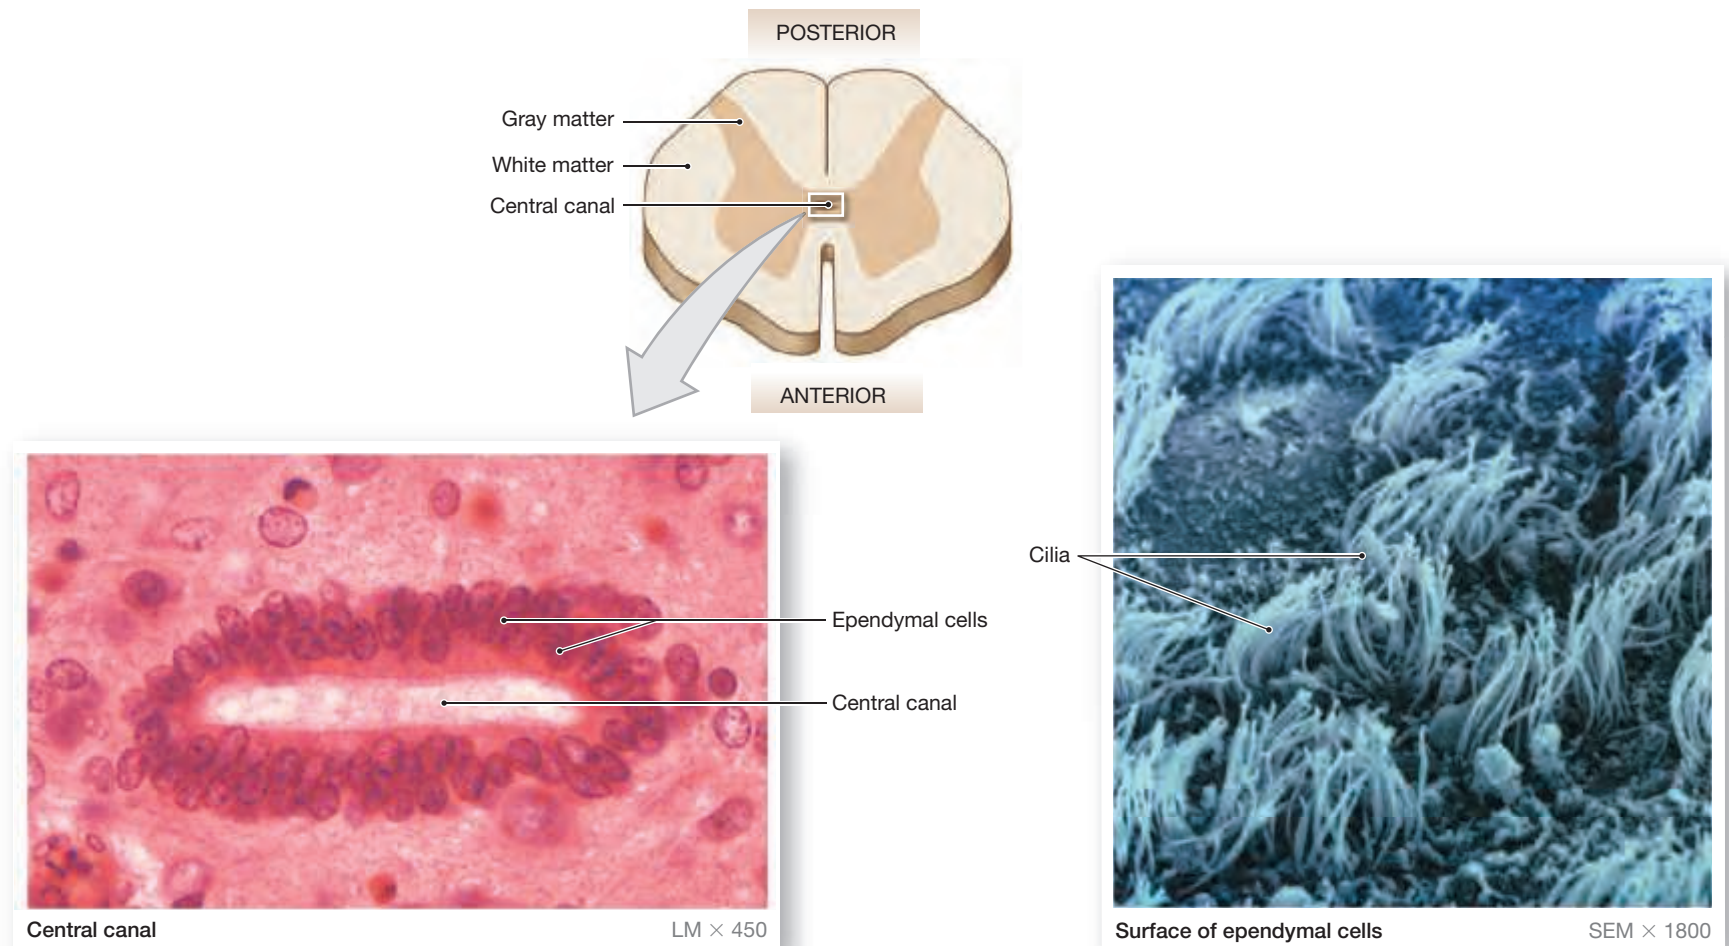 POSTERIOR
Gray matter
White matter
Central canal
ANTERIOR
Cilia
Ependymal cells
Central canal
Central canal
LM × 450
Surface of ependymal cells
SEM × 1800